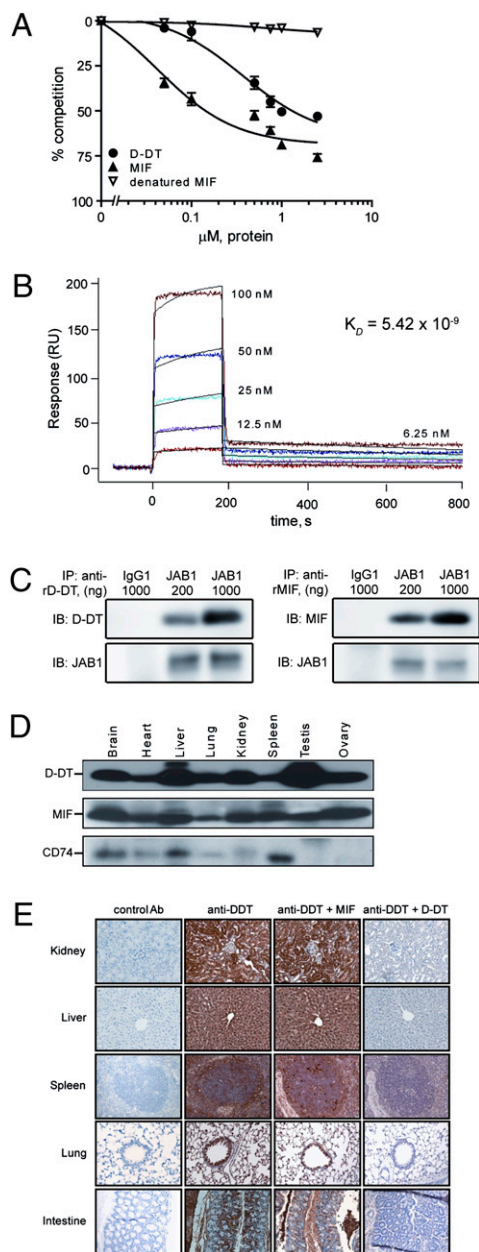 A
0
25
50
75
100
% competition
D-DT
MIF
denatured MIF
0
0.1
1
10
μM, protein
B
200
150
100
50
0
Response (RU)
100 nM
50 nM
25 nM
12.5 nM
6.25 nM
K_D = 5.42 x 10⁻⁹
0 200 400 600 800
time, s
C
IP: anti- IgG1 JAB1 JAB1
rD-DT, (ng) 1000 200 1000
IB: D-DT
IB: JAB1
IP: anti- IgG1 JAB1 JAB1
rMIF, (ng) 1000 200 1000
IB: MIF
IB: JAB1
D
Brain Heart Liver Lung Kidney Spleen Testis Ovary
D-DT
MIF
CD74
E
control Ab anti-DDT anti-DDT + MIF anti-DDT + D-DT
Kidney
Liver
Spleen
Lung
Intestine